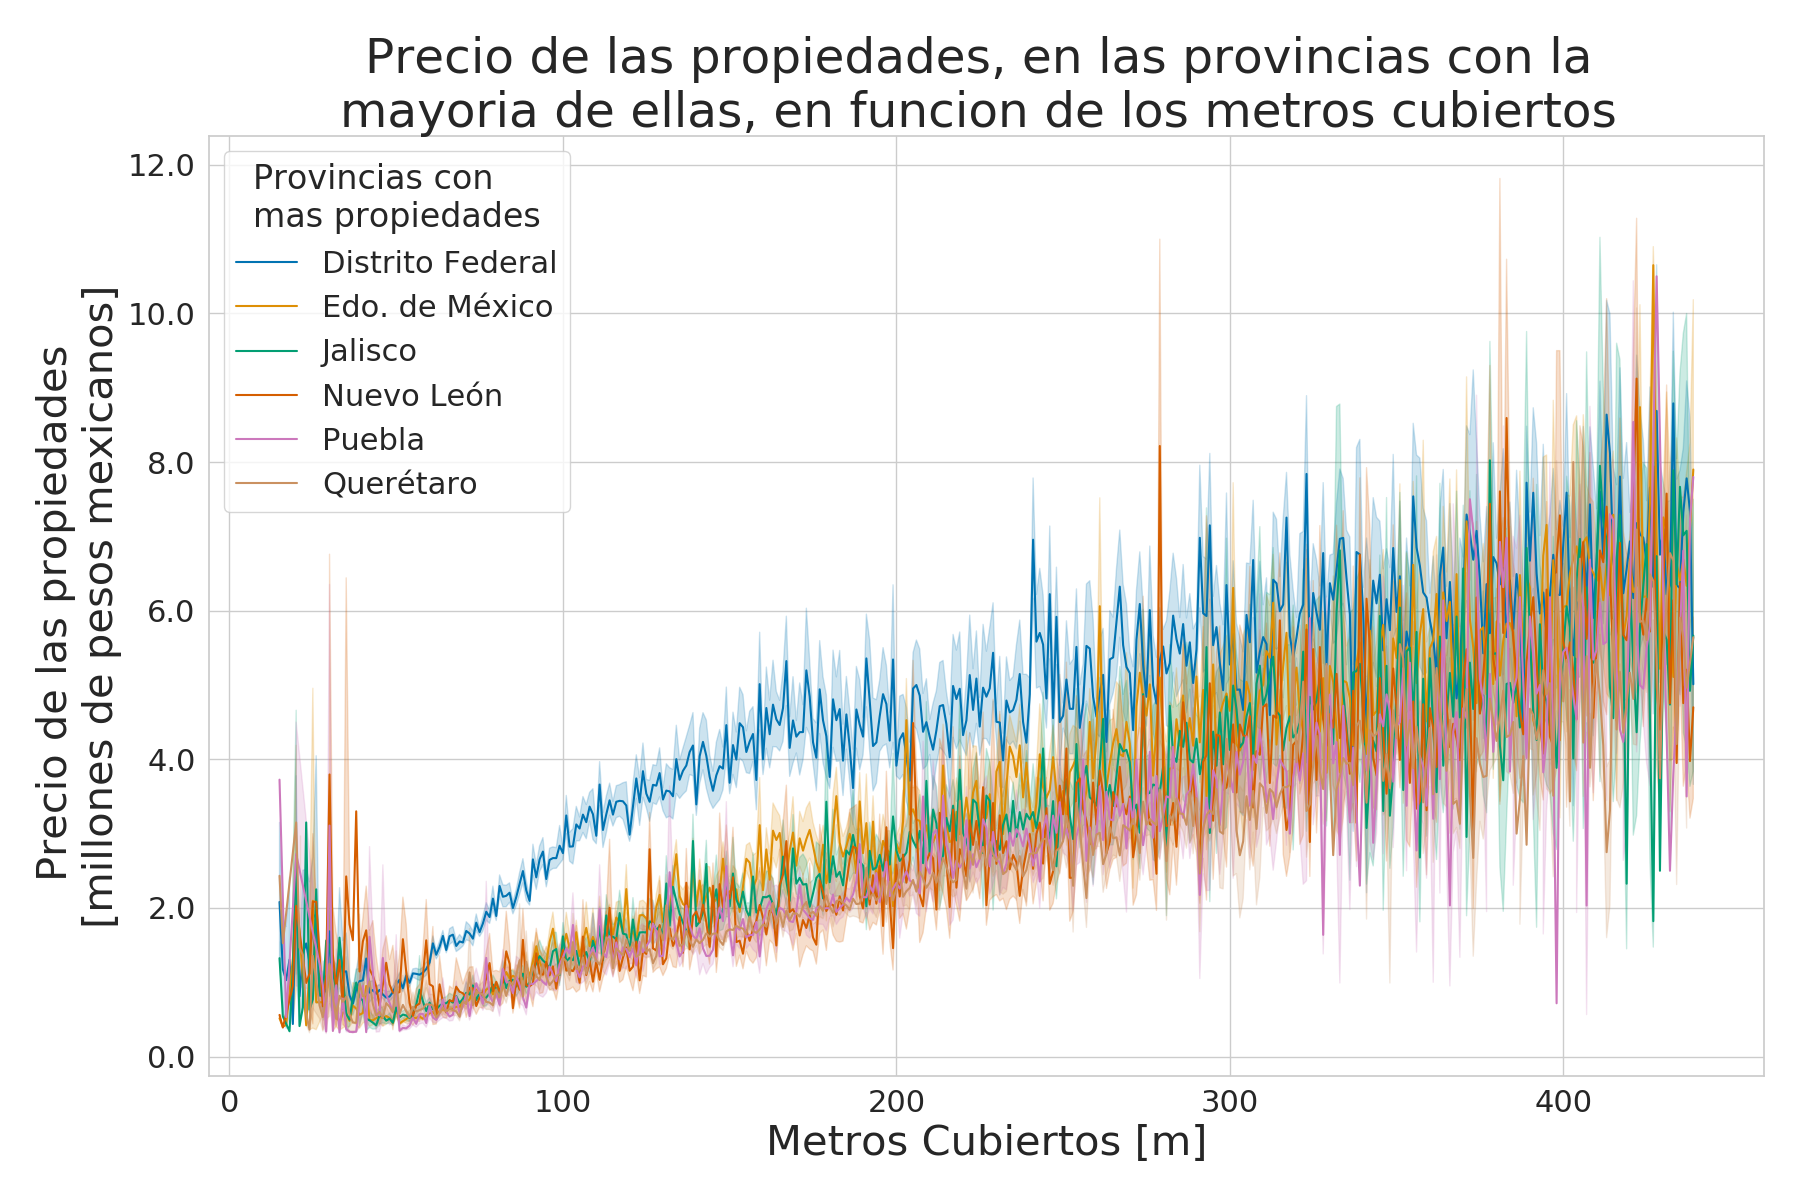 Precio de las propiedades, en las provincias con la
mayoria de ellas, en funcion de los metros cubiertos
Precio de las propiedades
[millones de pesos mexicanos]
12.0
10.0
8.0
6.0
4.0
2.0
0.0
Provincias con
mas propiedades
Distrito Federal
Edo. de México
Jalisco
Nuevo León
Puebla
Querétaro
0
100
200
300
400
Metros Cubiertos [m]